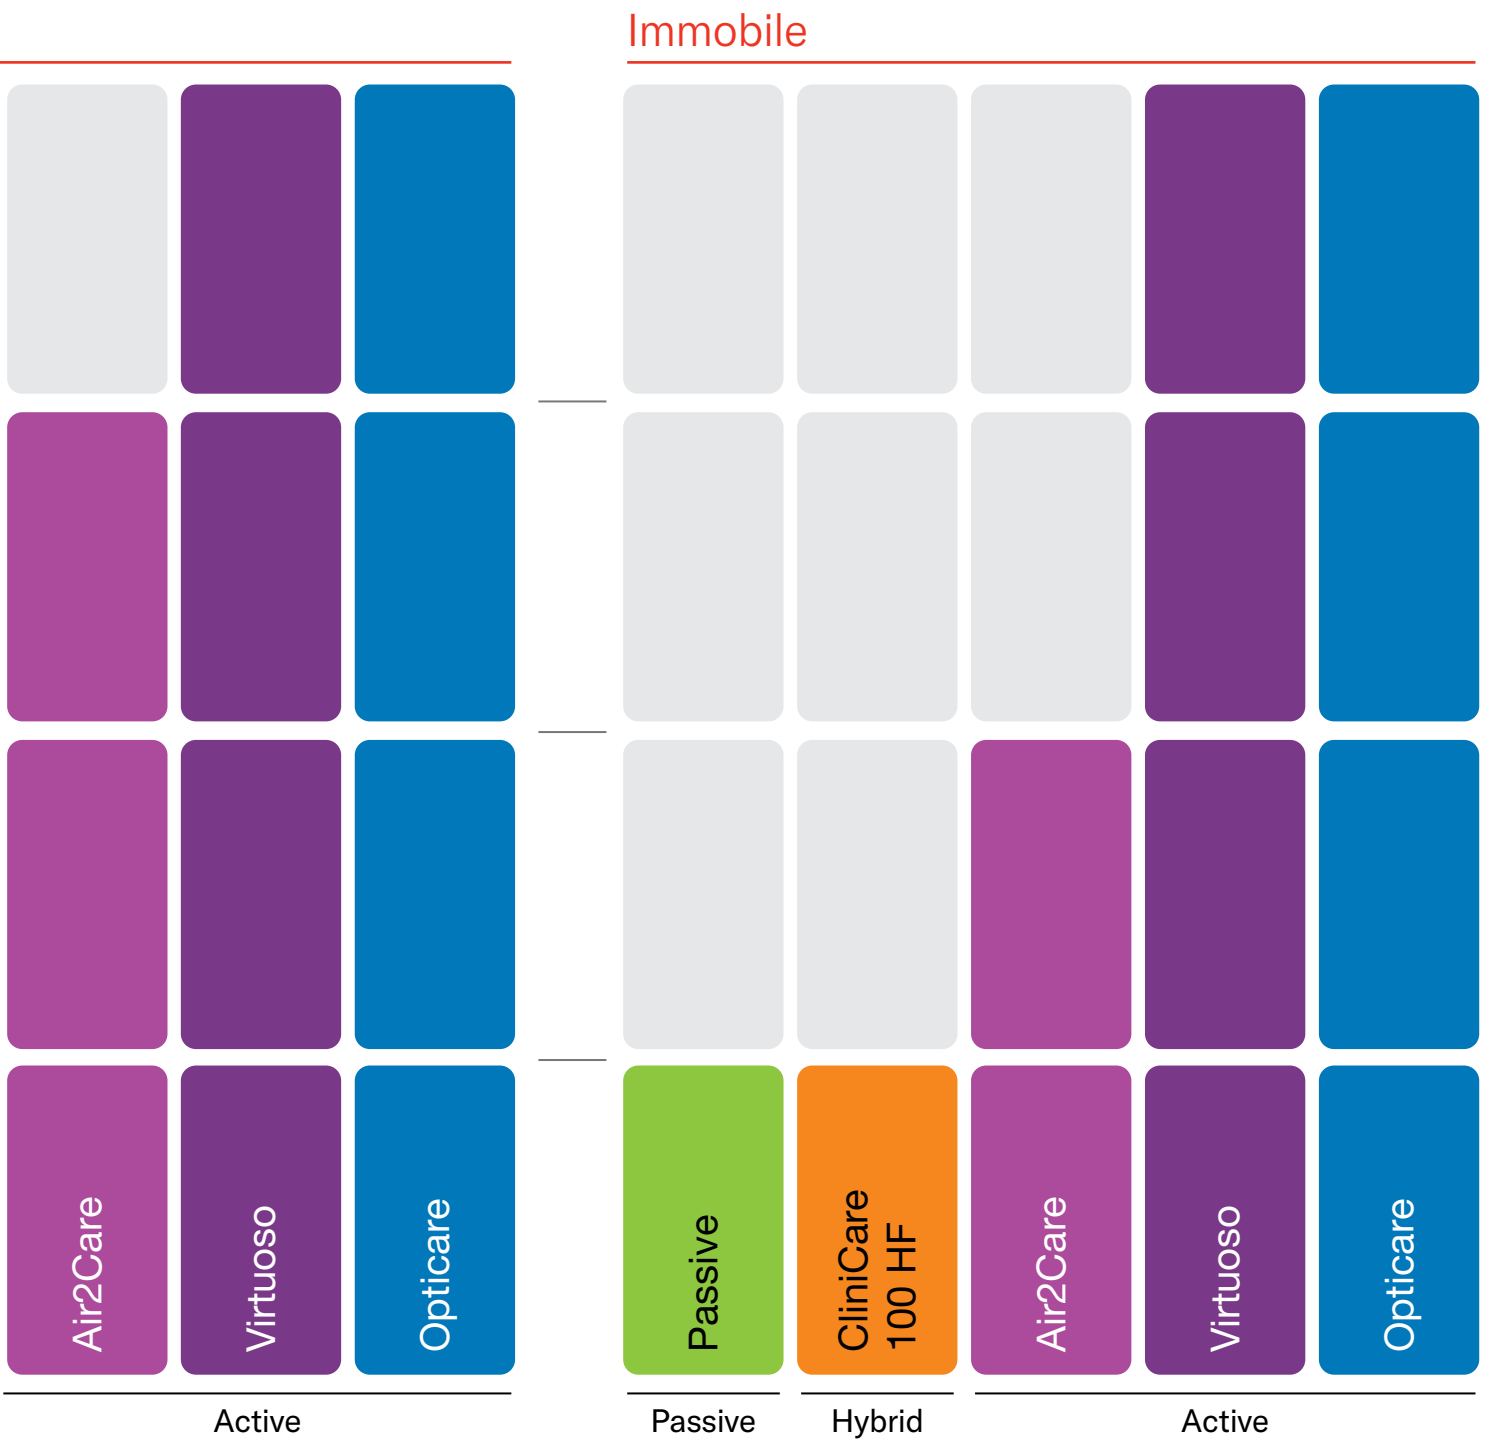 Immobile
Air2Care
Virtuoso
Opticare
Passive
CliniCare
100 HF
Air2Care
Virtuoso
Opticare
Active
Passive
Hybrid
Active